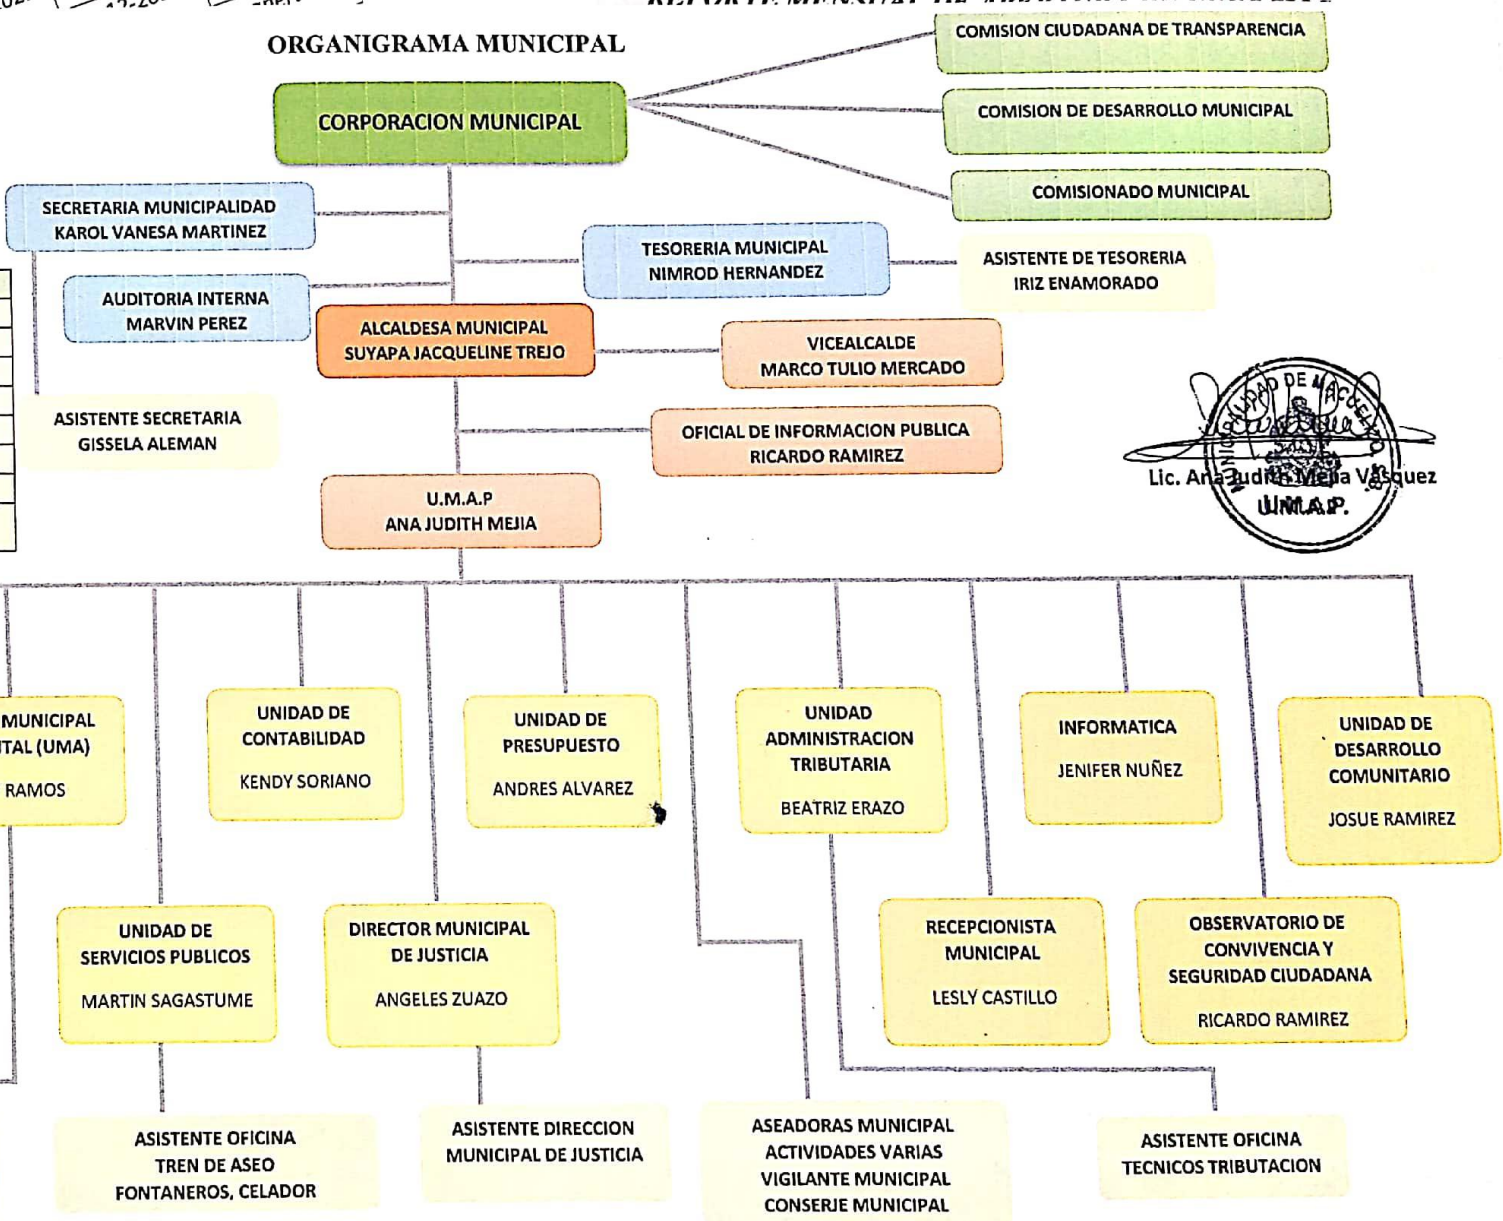 ORGANIGRAMA MUNICIPAL
CORPORACION MUNICIPAL
COMISION CIUDADANA DE TRANSPARENCIA
COMISION DE DESARROLLO MUNICIPAL
COMISIONADO MUNICIPAL
SECRETARIA MUNICIPALIDAD
KAROL VANESA MARTINEZ
TESORERIA MUNICIPAL
NIMROD HERNANDEZ
ASISTENTE DE TESORERIA
IRIZ ENAMORADO
AUDITORIA INTERNA
MARVIN PEREZ
ALCALDESA MUNICIPAL
SUYAPA JACQUELINE TREJO
VICEALCALDE
MARCO TULIO MERCADO
ASISTENTE SECRETARIA
GISSELA ALEMAN
OFICIAL DE INFORMACION PUBLICA
RICARDO RAMIREZ
U.M.A.P
ANA JUDITH MEJIA
MUNICIPALIDAD DE MACUELIZO, S.B.
Lic. Ana Judith Mejia Vasquez
U.M.A.P.
MUNICIPAL
TAL (UMA)
RAMOS
UNIDAD DE
CONTABILIDAD
KENDY SORIANO
UNIDAD DE
PRESUPUESTO
ANDRES ALVAREZ
UNIDAD
ADMINISTRACION
TRIBUTARIA
BEATRIZ ERAZO
INFORMATICA
JENIFER NUÑEZ
UNIDAD DE
DESARROLLO
COMUNITARIO
JOSUE RAMIREZ
UNIDAD DE
SERVICIOS PUBLICOS
MARTIN SAGASTUME
DIRECTOR MUNICIPAL
DE JUSTICIA
ANGELES ZUAZO
RECEPCIONISTA
MUNICIPAL
LESLY CASTILLO
OBSERVATORIO DE
CONVIVENCIA Y
SEGURIDAD CIUDADANA
RICARDO RAMIREZ
ASISTENTE OFICINA
TREN DE ASEO
FONTANEROS, CELADOR
ASISTENTE DIRECCION
MUNICIPAL DE JUSTICIA
ASEADORAS MUNICIPAL
ACTIVIDADES VARIAS
VIGILANTE MUNICIPAL
CONSERJE MUNICIPAL
ASISTENTE OFICINA
TECNICOS TRIBUTACION